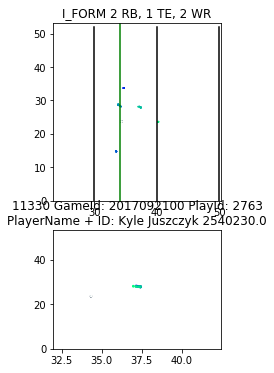 I_FORM 2 RB, 1 TE, 2 WR
50
40
30
20
10
0
30 40 50
11330 GameId: 2017092100 PlayId: 2763
PlayerName + ID: Kyle Juszczyk 2540230.0
40
20
0
32.5 35.0 37.5 40.0